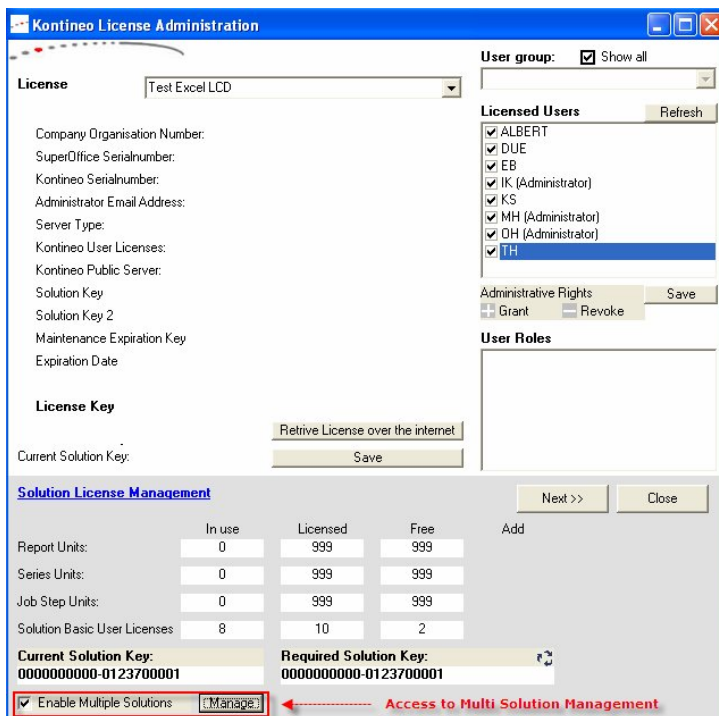 Kontineo License Administration
User group: Show all
License Test Excel LCD
Licensed Users Refresh
ALBERT
DUE
EB
IK (Administrator)
KS
MH (Administrator)
OH (Administrator)
TH
Company Organisation Number:
SuperOffice Serialnumber:
Kontineo Serialnumber:
Administrator Email Address:
Server Type:
Kontineo User Licenses:
Kontineo Public Server:
Solution Key
Solution Key 2
Maintenance Expiration Key
Expiration Date
Administrative Rights Save
Grant Revoke
User Roles
License Key
Retrive License over the internet
Current Solution Key: Save
Solution License Management Next >> Close
In use Licensed Free Add
Report Units: 0 999 999
Series Units: 0 999 999
Job Step Units: 0 999 999
Solution Basic User Licenses 8 10 2
Current Solution Key: Required Solution Key:
0000000000-0123700001 0000000000-0123700001
Enable Multiple Solutions Manage Access to Multi Solution Management